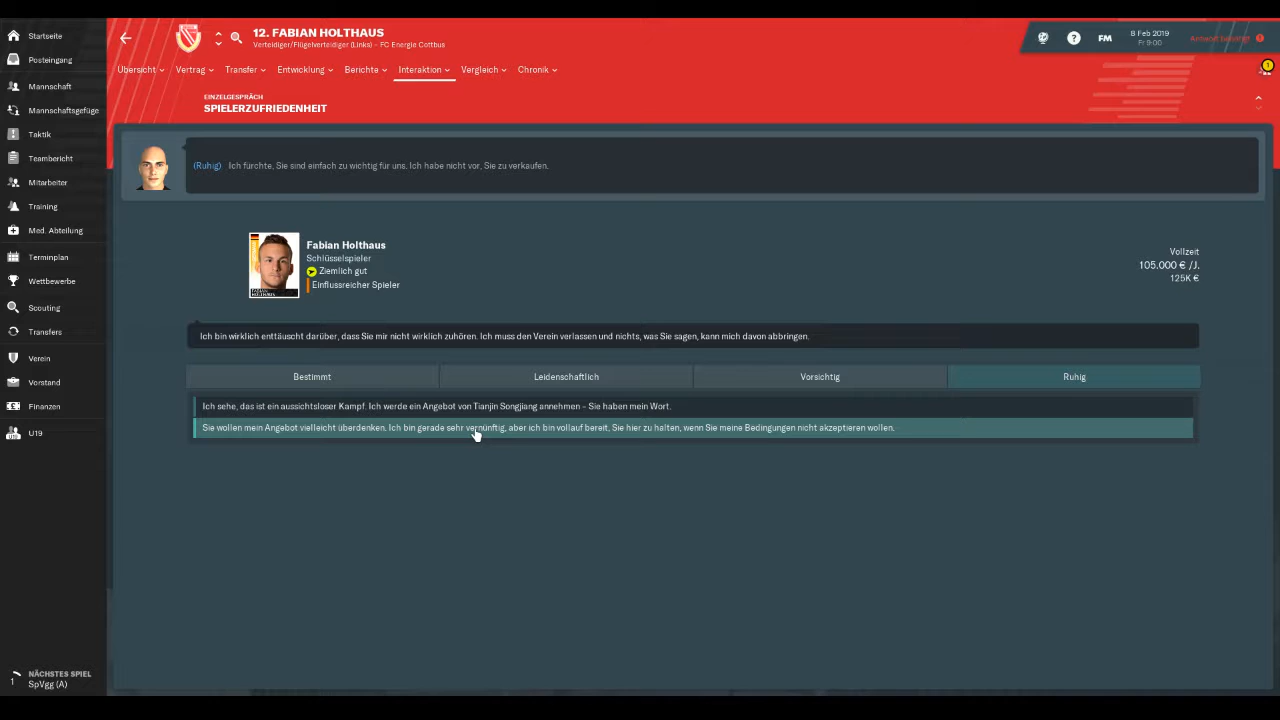 Startseite
Posteingang
Mannschaft
Mannschaftsgefüge
Taktik
Teambericht
Mitarbeiter
Training
Med. Abteilung
Terminplan
Wettbewerbe
Scouting
Transfers
Verein
Vorstand
Finanzen
U19
NÄCHSTES SPIEL
SpVgg (A)
12. FABIAN HOLTHAUS
Verteidiger/Flügelverteidiger (Links) – FC Energie Cottbus
FM
8 Feb 2019
Fr 9:00
Antwort benötigt
Übersicht Vertrag Transfer Entwicklung Berichte Interaktion Vergleich Chronik
1
EINZELGESPRÄCH
SPIELERZUFRIEDENHEIT
(Ruhig) Ich fürchte, Sie sind einfach zu wichtig für uns. Ich habe nicht vor, Sie zu verkaufen.
Fabian Holthaus
Schlüsselspieler
Ziemlich gut
Einflussreicher Spieler
Vollzeit
105.000 € /J.
125K €
Ich bin wirklich enttäuscht darüber, dass Sie mir nicht wirklich zuhören. Ich muss den Verein verlassen und nichts, was Sie sagen, kann mich davon abbringen.
Bestimmt Leidenschaftlich Vorsichtig Ruhig
Ich sehe, das ist ein aussichtsloser Kampf. Ich werde ein Angebot von Tianjin Songjiang annehmen – Sie haben mein Wort.
Sie wollen mein Angebot vielleicht überdenken. Ich bin gerade sehr vernünftig, aber ich bin vollauf bereit, Sie hier zu halten, wenn Sie meine Bedingungen nicht akzeptieren wollen.